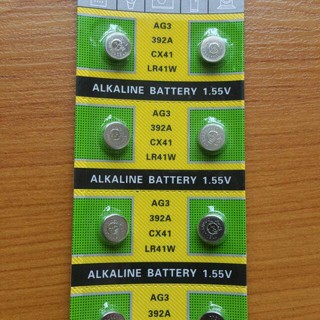 AG3
392A
CX41
LR41W
ALKALINE BATTERY 1.55V
AG3
392A
CX41
LR41W
ALKALINE BATTERY 1.55V
AG3
392A
CX41
LR41W
ALKALINE BATTERY 1.55V
AG3
392A